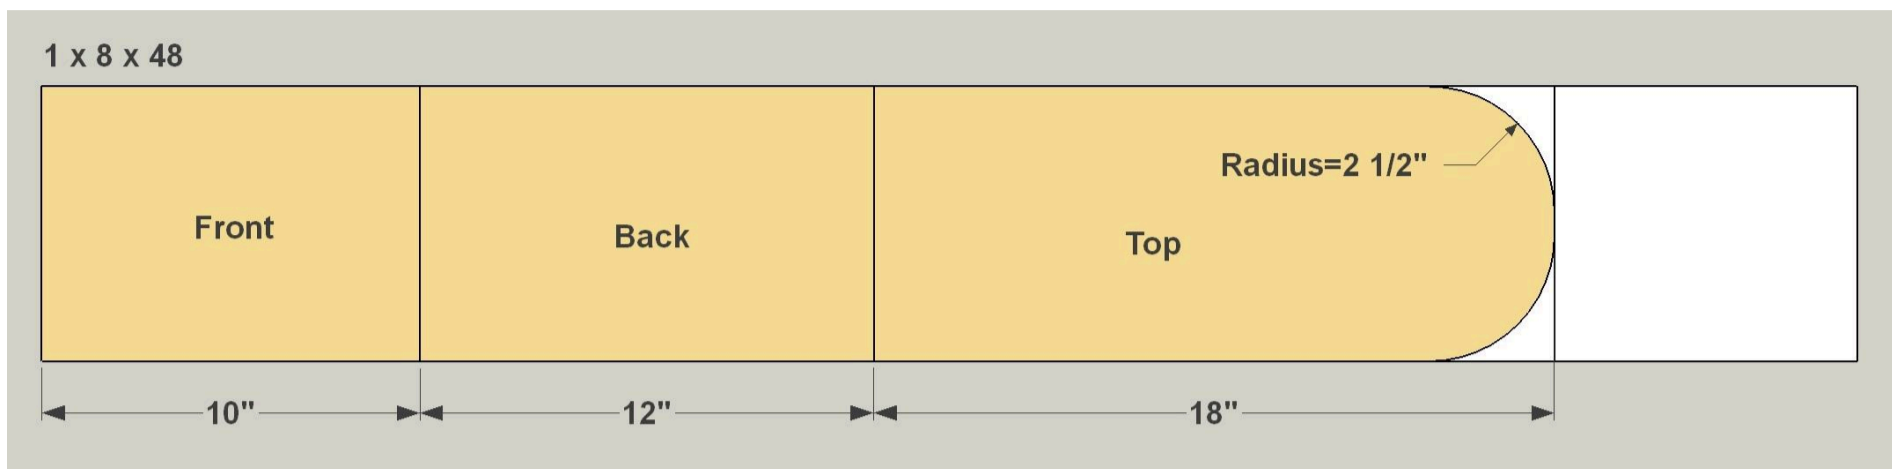 1 x 8 x 48
Radius=2 1/2"
Front
Back
Top
10"
12"
18"